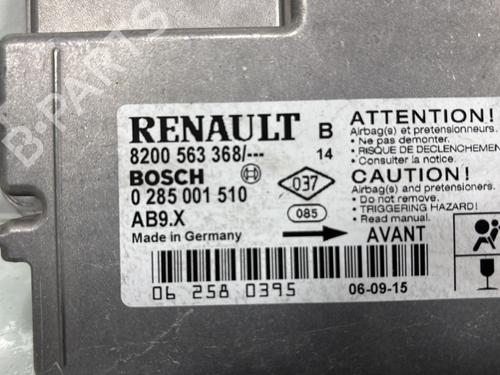 B-PARTS
RENAULT B
8200 563 368/--- 14
BOSCH
0 285 001 510
AB9.X
Made in Germany
037
085
AVANT
ATTENTION!
Airbag(s) et pretensionneurs.
• Ne pas demonter.
• RISQUE DE DECLENCHEMEN
• Consulter la notice.
CAUTION!
Airbag(s) and pretensioners.
• Do not remove.
• TRIGGERING HAZARD!
• Read manual.
06 258 0395
06-09-15